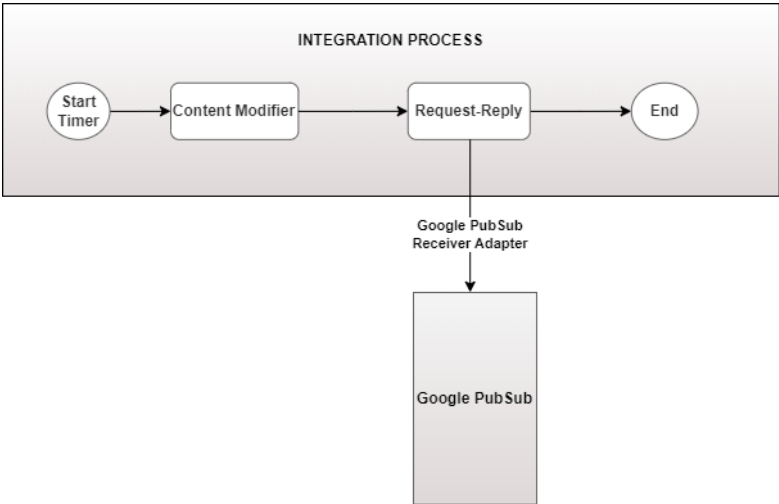 INTEGRATION PROCESS
Start
Timer
Content Modifier
Request-Reply
End
Google PubSub
Receiver Adapter
Google PubSub